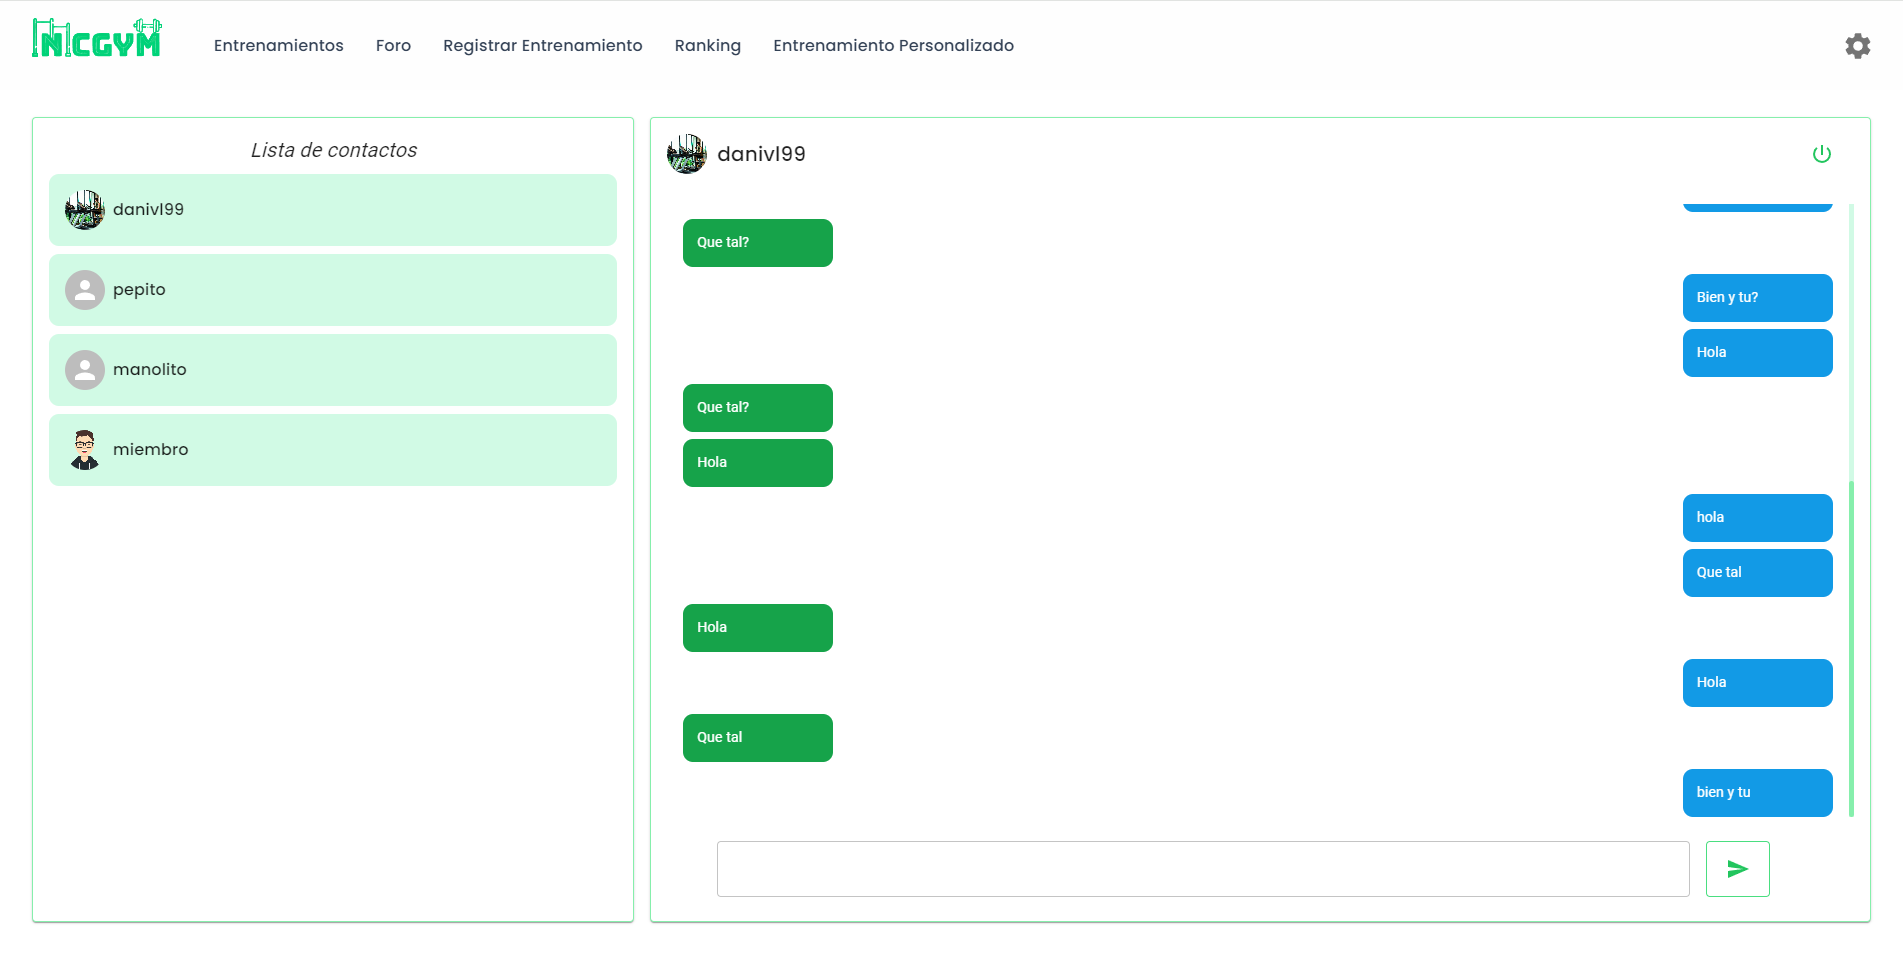 INCGYM
Entrenamientos
Foro
Registrar Entrenamiento
Ranking
Entrenamiento Personalizado
Lista de contactos
danivl99
pepito
manolito
miembro
danivl99
Que tal?
Bien y tu?
Hola
Que tal?
Hola
hola
Que tal
Hola
Hola
Que tal
bien y tu